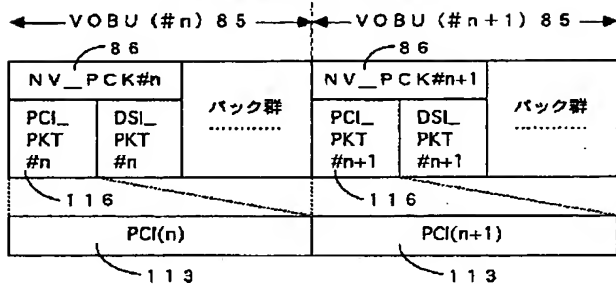 VOBU (#n) 85
VOBU (#n+1) 85
86
86
NV_PCK#n
NV_PCK#n+1
PCI_
PKT
#n
DSI_
PKT
#n
パック群
………
PCI_
PKT
#n+1
DSI_
PKT
#n+1
パック群
………
116
116
PCI(n)
PCI(n+1)
113
113